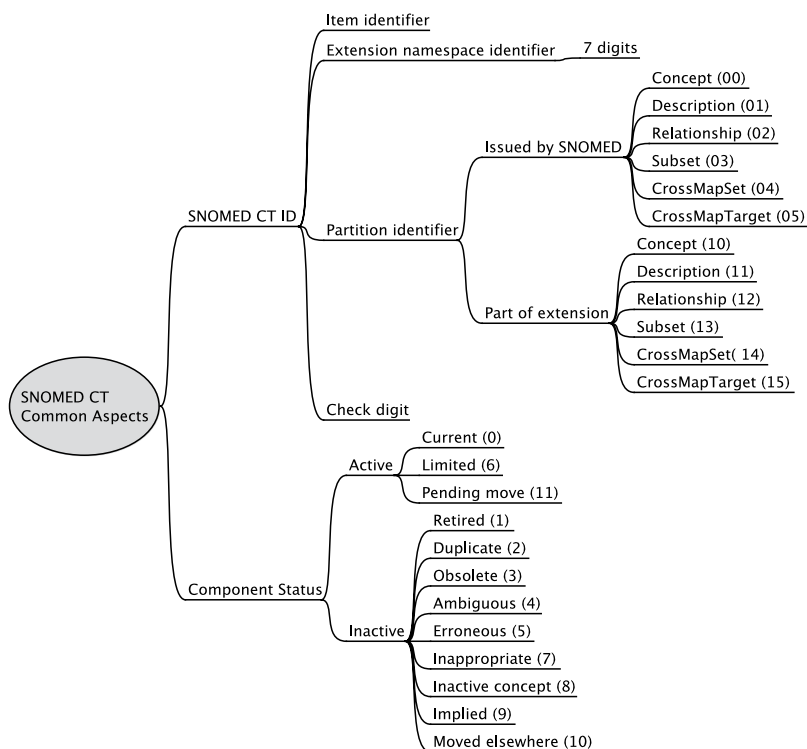 Item identifier
Extension namespace identifier
7 digits
Concept (00)
Description (01)
Issued by SNOMED
Relationship (02)
Subset (03)
CrossMapSet (04)
SNOMED CT ID
CrossMapTarget (05)
Partition identifier
Concept (10)
Description (11)
Relationship (12)
Part of extension
Subset (13)
CrossMapSet( 14)
CrossMapTarget (15)
SNOMED CT
Common Aspects
Check digit
Current (0)
Active
Limited (6)
Pending move (11)
Retired (1)
Duplicate (2)
Obsolete (3)
Component Status
Ambiguous (4)
Inactive
Erroneous (5)
Inappropriate (7)
Inactive concept (8)
Implied (9)
Moved elsewhere (10)